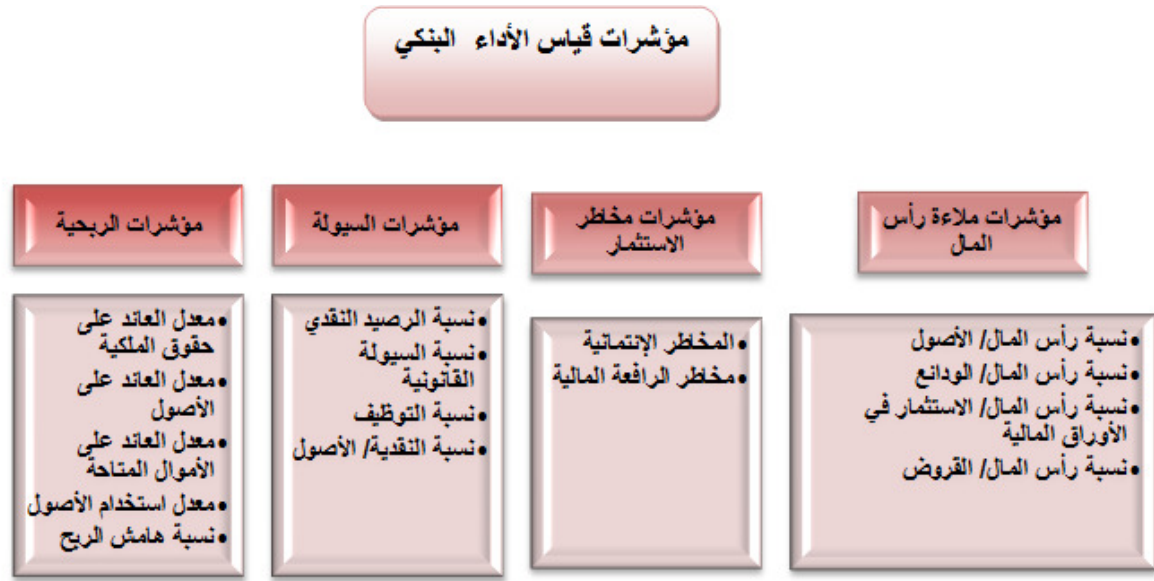 مؤشرات قياس الأداء البنكي
مؤشرات ملاءة رأس
المال
•نسبة رأس المال/ الأصول
•نسبة رأس المال/ الودائع
•نسبة رأس المال/ الاستثمار في
الأوراق المالية
•نسبة رأس المال/ القروض
مؤشرات مخاطر
الاستثمار
•المخاطر الإنتمانية
•مخاطر الرافعة المالية
مؤشرات السيولة
•نسبة الرصيد النقدي
•نسبة السيولة
القانونية
•نسبة التوظيف
•نسبة النقدية/ الأصول
مؤشرات الربحية
•معدل العائد على
حقوق الملكية
•معدل العائد على
الأصول
•معدل العائد على
الأموال المتاحة
•معدل استخدام الأصول
•نسبة هامش الربح